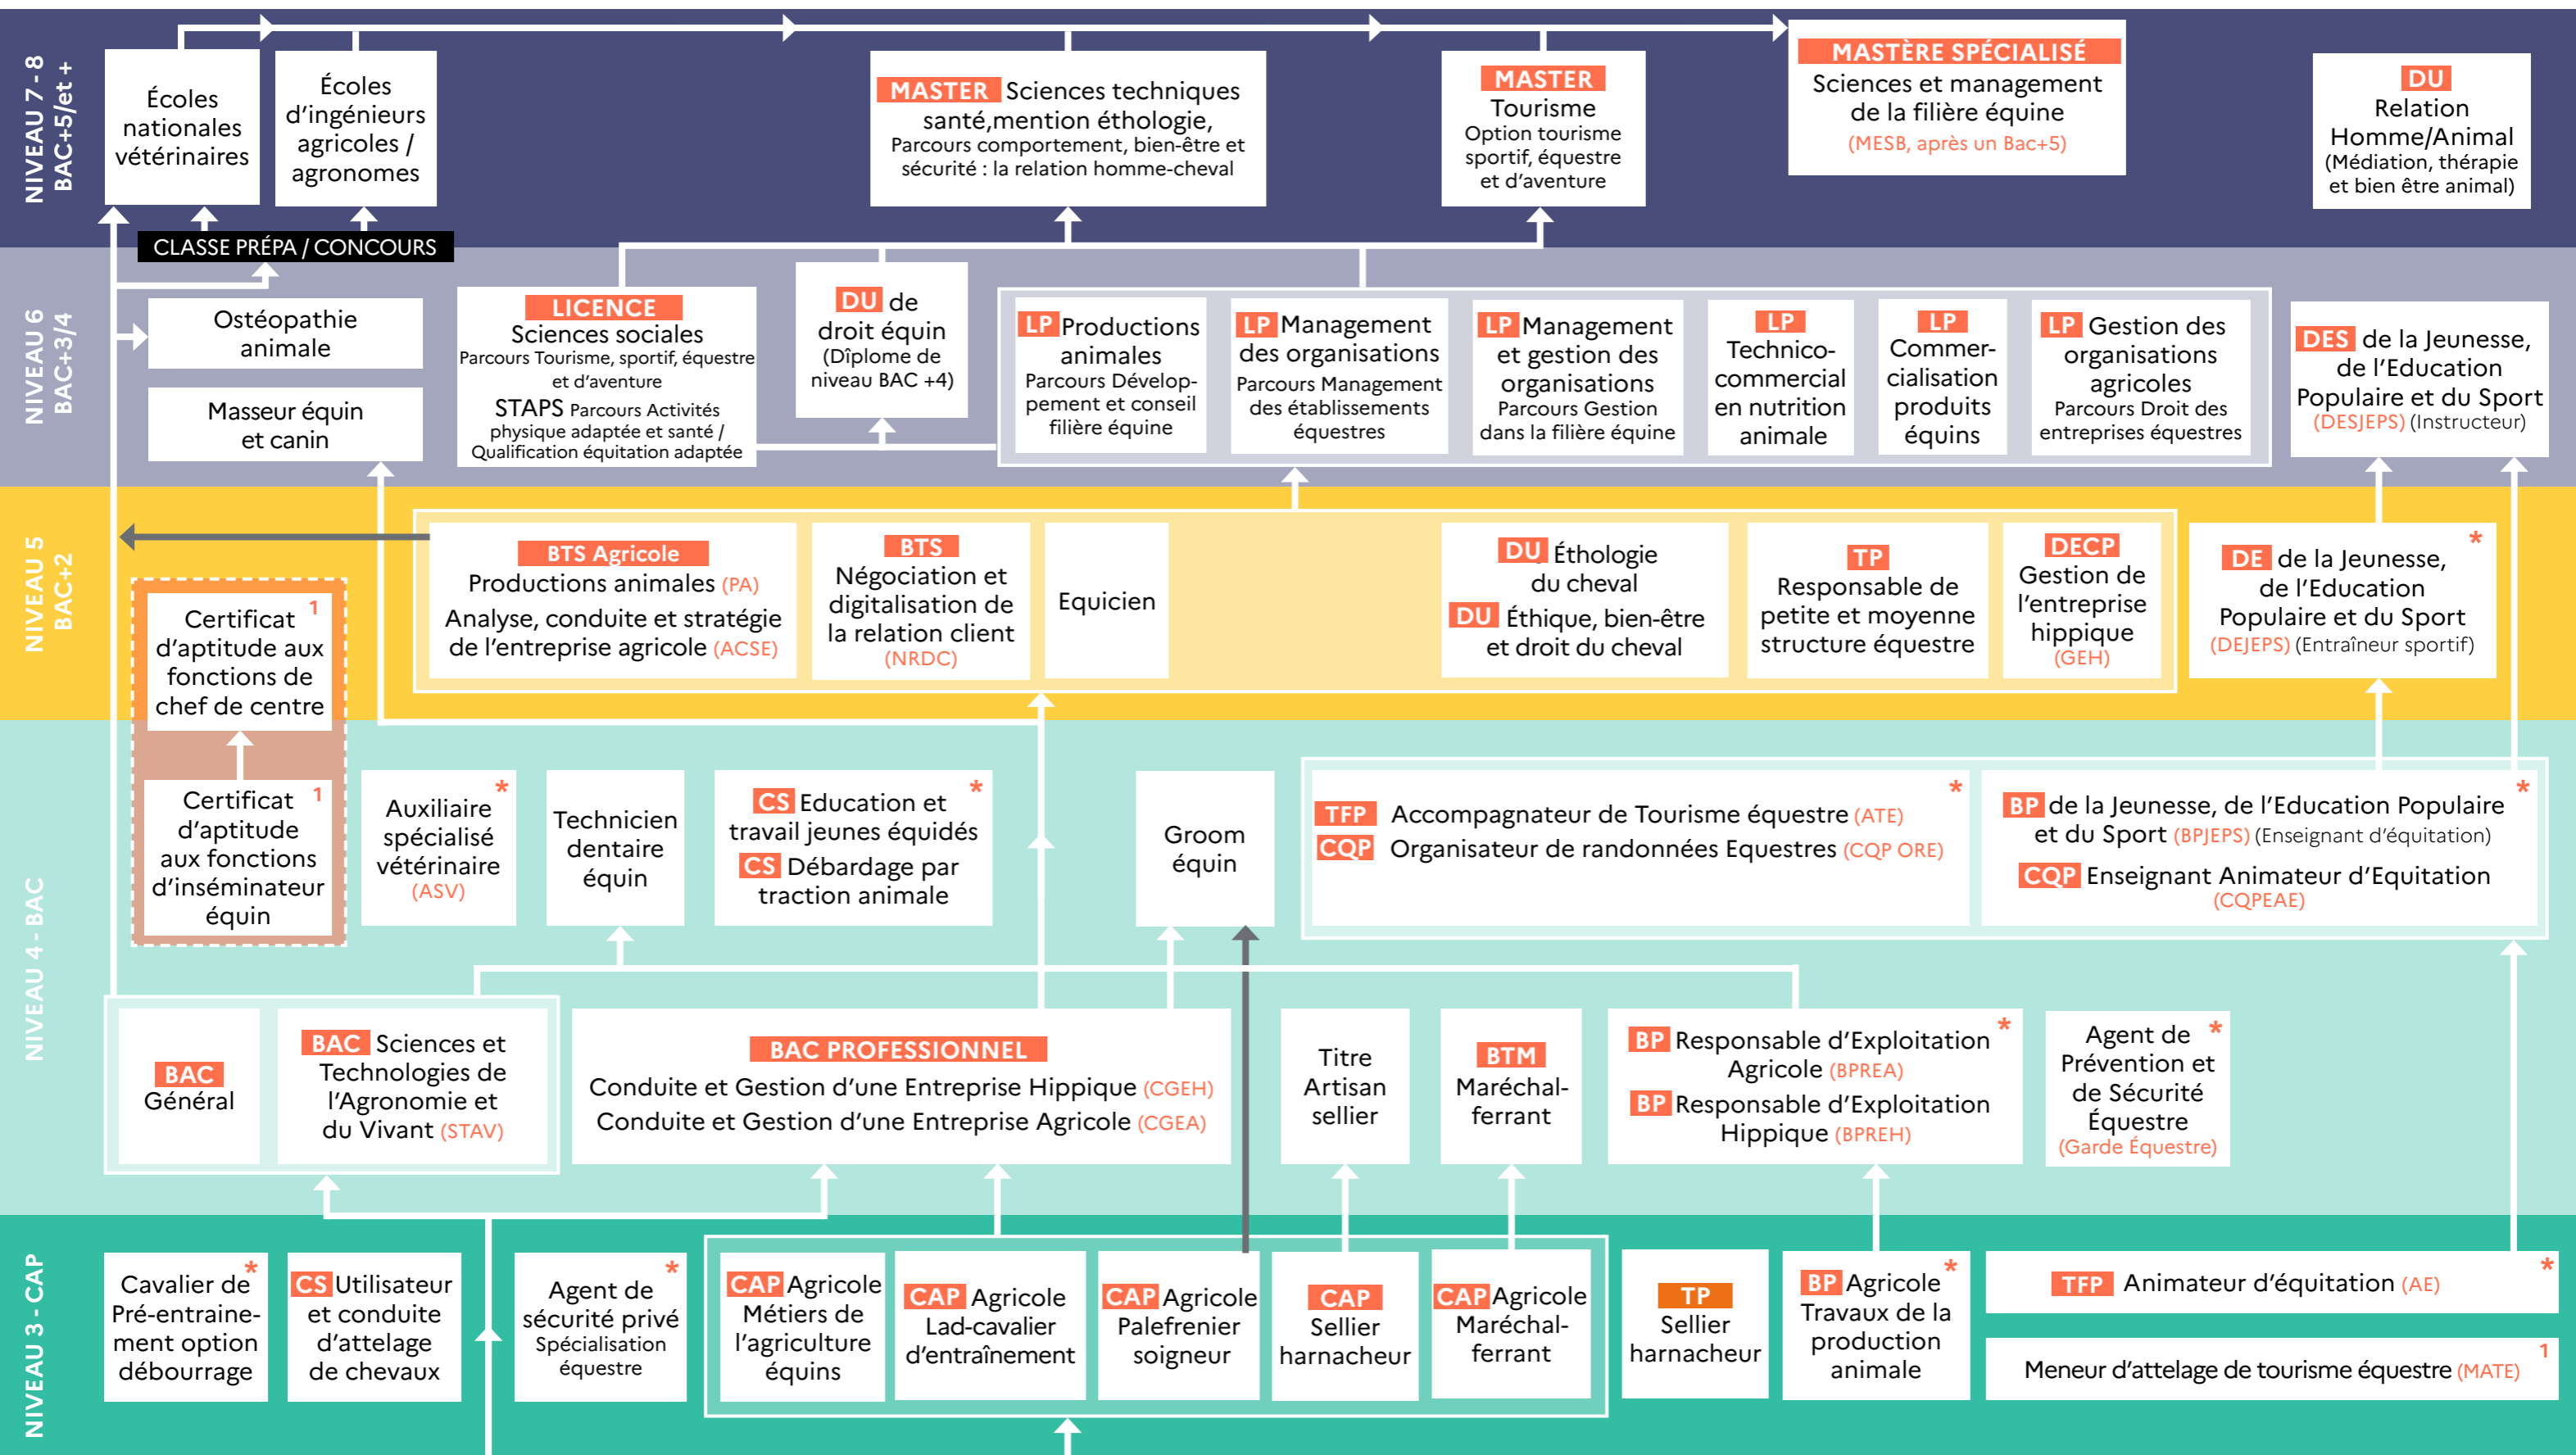 NIVEAU 7 - 8
BAC+5/et +
Écoles
nationales
vétérinaires
Écoles
d'ingénieurs
agricoles /
agronomes
MASTER Sciences techniques
santé,mention éthologie,
Parcours comportement, bien-être et
sécurité : la relation homme-cheval
MASTER
Tourisme
Option tourisme
sportif, équestre
et d'aventure
MASTÈRE SPÉCIALISÉ
Sciences et management
de la filière équine
(MESB, après un Bac+5)
DU
Relation
Homme/Animal
(Médiation, thérapie
et bien être animal)
CLASSE PRÉPA / CONCOURS
NIVEAU 6
BAC+3/4
Ostéopathie
animale
Masseur équin
et canin
LICENCE
Sciences sociales
Parcours Tourisme, sportif, équestre
et d'aventure
STAPS Parcours Activités
physique adaptée et santé /
Qualification équitation adaptée
DU de
droit équin
(Dîplome de
niveau BAC +4)
LP Productions
animales
Parcours Dévelop-
pement et conseil
filière équine
LP Management
des organisations
Parcours Management
des établissements
équestres
LP Management
et gestion des
organisations
Parcours Gestion
dans la filière équine
LP
Technico-
commercial
en nutrition
animale
LP
Commer-
cialisation
produits
équins
LP Gestion des
organisations
agricoles
Parcours Droit des
entreprises équestres
DES de la Jeunesse,
de l'Education
Populaire et du Sport
(DESJEPS) (Instructeur)
NIVEAU 5
BAC+2
Certificat 1
d'aptitude aux
fonctions de
chef de centre
BTS Agricole
Productions animales (PA)
Analyse, conduite et stratégie
de l'entreprise agricole (ACSE)
BTS
Négociation et
digitalisation de
la relation client
(NRDC)
Equicien
DU Éthologie
du cheval
DU Éthique, bien-être
et droit du cheval
TP
Responsable de
petite et moyenne
structure équestre
DECP
Gestion de
l'entreprise
hippique
(GEH)
DE de la Jeunesse, *
de l'Education
Populaire et du Sport
(DEJEPS) (Entraîneur sportif)
NIVEAU 4 - BAC
Certificat 1
d'aptitude
aux fonctions
d'inséminateur
équin
Auxiliaire *
spécialisé
vétérinaire
(ASV)
Technicien
dentaire
équin
CS Education et *
travail jeunes équidés
CS Débardage par
traction animale
Groom
équin
TFP Accompagnateur de Tourisme équestre (ATE) *
CQP Organisateur de randonnées Equestres (CQP ORE)
BP de la Jeunesse, de l'Education Populaire *
et du Sport (BPJEPS) (Enseignant d'équitation)
CQP Enseignant Animateur d'Equitation
(CQPEAE)
BAC
Général
BAC Sciences et
Technologies de
l'Agronomie et
du Vivant (STAV)
BAC PROFESSIONNEL
Conduite et Gestion d'une Entreprise Hippique (CGEH)
Conduite et Gestion d'une Entreprise Agricole (CGEA)
Titre
Artisan
sellier
BTM
Maréchal-
ferrant
BP Responsable d'Exploitation *
Agricole (BPREA)
BP Responsable d'Exploitation
Hippique (BPREH)
Agent de *
Prévention et
de Sécurité
Équestre
(Garde Équestre)
NIVEAU 3 - CAP
Cavalier de *
Pré-entraine-
ment option
débourrage
CS Utilisateur
et conduite
d'attelage
de chevaux
Agent de *
sécurité privé
Spécialisation
équestre
CAP Agricole
Métiers de
l'agriculture
équins
CAP Agricole
Lad-cavalier
d'entraînement
CAP Agricole
Palefrenier
soigneur
CAP
Sellier
harnacheur
CAP Agricole
Maréchal-
ferrant
TP
Sellier
harnacheur
BP Agricole *
Travaux de la
production
animale
TFP Animateur d'équitation (AE) *
Meneur d'attelage de tourisme équestre (MATE) 1